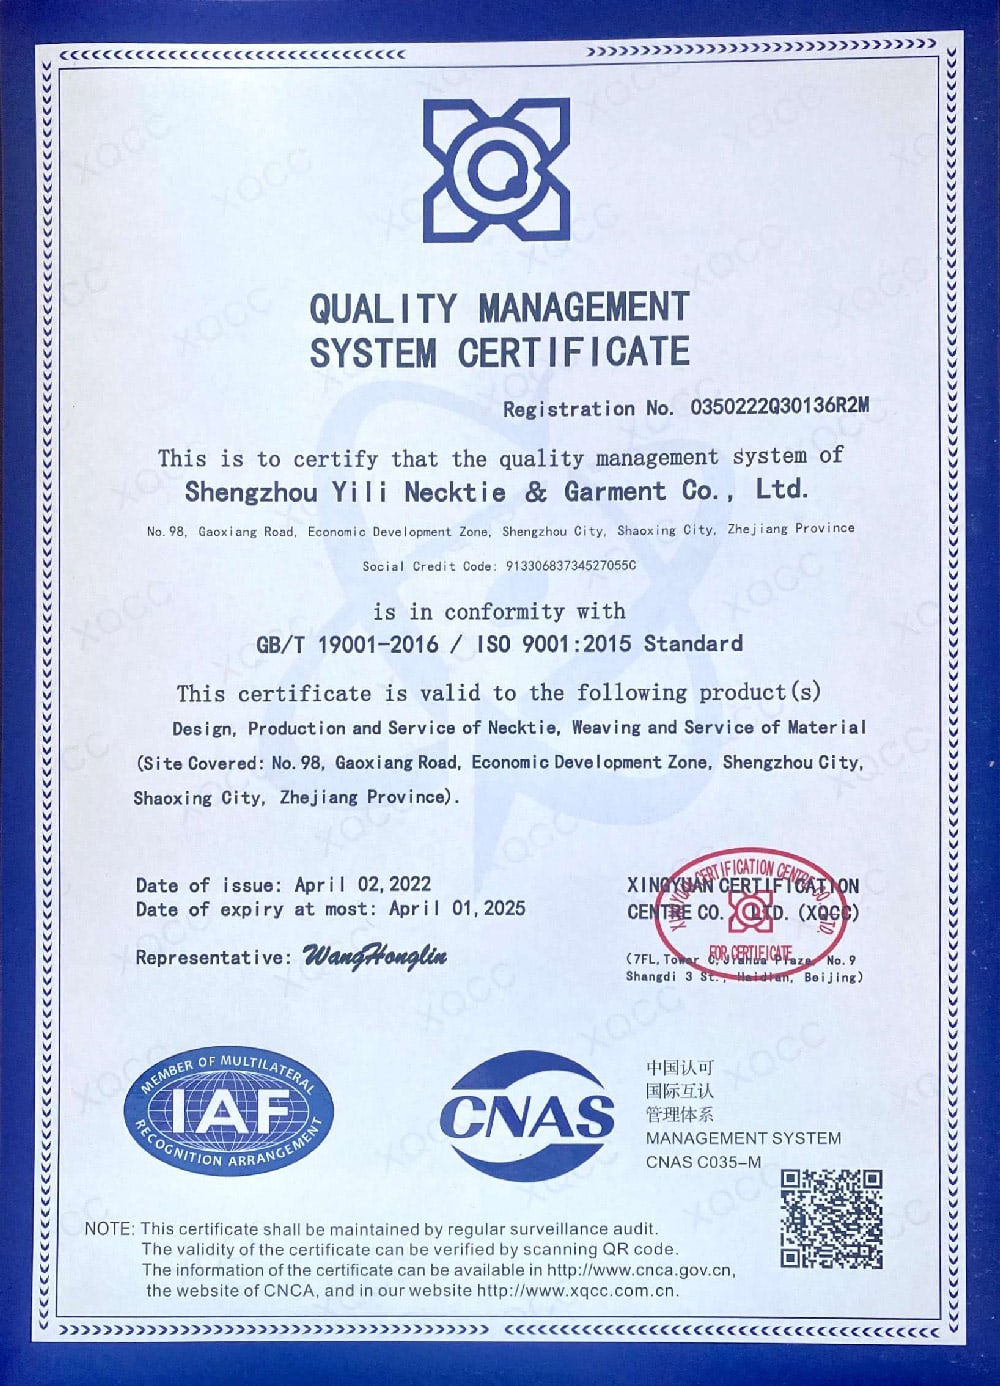 QUALITY MANAGEMENT
SYSTEM CERTIFICATE
Registration No. 0350222Q30136R2M
This is to certify that the quality management system of
Shengzhou Yili Necktie & Garment Co., Ltd.
No.98, Gaoxiang Road, Economic Development Zone, Shengzhou City, Shaoxing City, Zhejiang Province
Social Credit Code: 91330683734527055C
is in conformity with
GB/T 19001-2016 / ISO 9001:2015 Standard
This certificate is valid to the following product(s)
Design, Production and Service of Necktie, Weaving and Service of Material
(Site Covered: No.98, Gaoxiang Road, Economic Development Zone, Shengzhou City,
Shaoxing City, Zhejiang Province).
Date of issue: April 02,2022
Date of expiry at most: April 01,2025
Representative: WangHonglin
XINGYUAN CERTIFICATION
CENTRE CO., LTD. (XQCC)
(7FL, Tower C, Jiahua Plaza, No.9
Shangdi 3 St., Haidian, Beijing)
XINGYUAN CERTIFICATION CENTRE CO., LTD.
FOR CERTIFICATE
MEMBER OF MULTILATERAL
IAF
RECOGNITION ARRANGEMENT
CNAS
中国认可
国际互认
管理体系
MANAGEMENT SYSTEM
CNAS C035-M
NOTE: This certificate shall be maintained by regular surveillance audit.
The validity of the certificate can be verified by scanning QR code.
The information of the certificate can be available in http://www.cnca.gov.cn,
the website of CNCA, and in our website http://www.xqcc.com.cn.